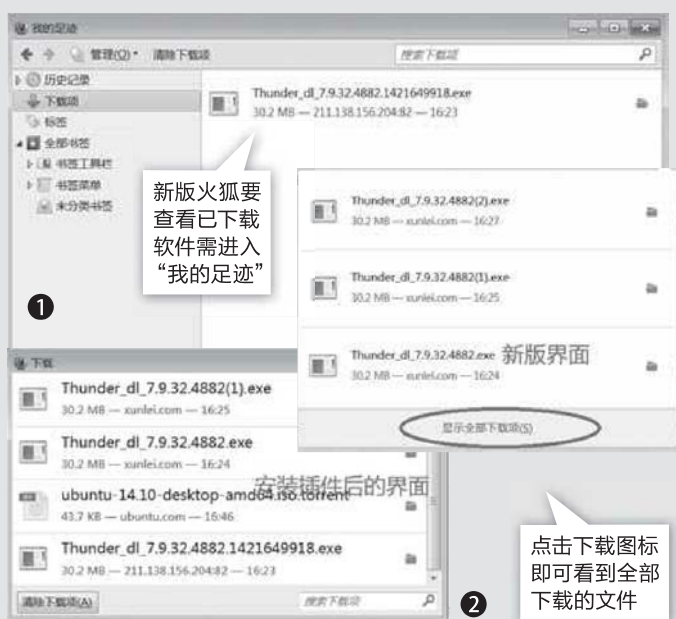 我的足迹
管理(O)
清除下载项
搜索下载项
历史记录
下载项
标签
全部书签
书签工具栏
书签菜单
未分类书签
Thunder_dl_7.9.32.4882.1421649918.exe
30.2 MB — 211.138.156.204:82 — 16:23
新版火狐要
查看已下载
软件需进入
“我的足迹”
❶
Thunder_dl_7.9.32.4882(2).exe
30.2 MB — xunlei.com — 16:27
Thunder_dl_7.9.32.4882(1).exe
30.2 MB — xunlei.com — 16:25
Thunder_dl_7.9.32.4882.exe
新版界面
30.2 MB — xunlei.com — 16:24
显示全部下载项(S)
下载
Thunder_dl_7.9.32.4882(1).exe
30.2 MB — xunlei.com — 16:25
Thunder_dl_7.9.32.4882.exe
30.2 MB — xunlei.com — 16:24
安装插件后的界面
ubuntu-14.10-desktop-amd64.iso.torrent
43.7 KB — ubuntu.com — 16:46
Thunder_dl_7.9.32.4882.1421649918.exe
30.2 MB — 211.138.156.204:82 — 16:23
清除下载项(A)
搜索下载项
❷
点击下载图标
即可看到全部
下载的文件